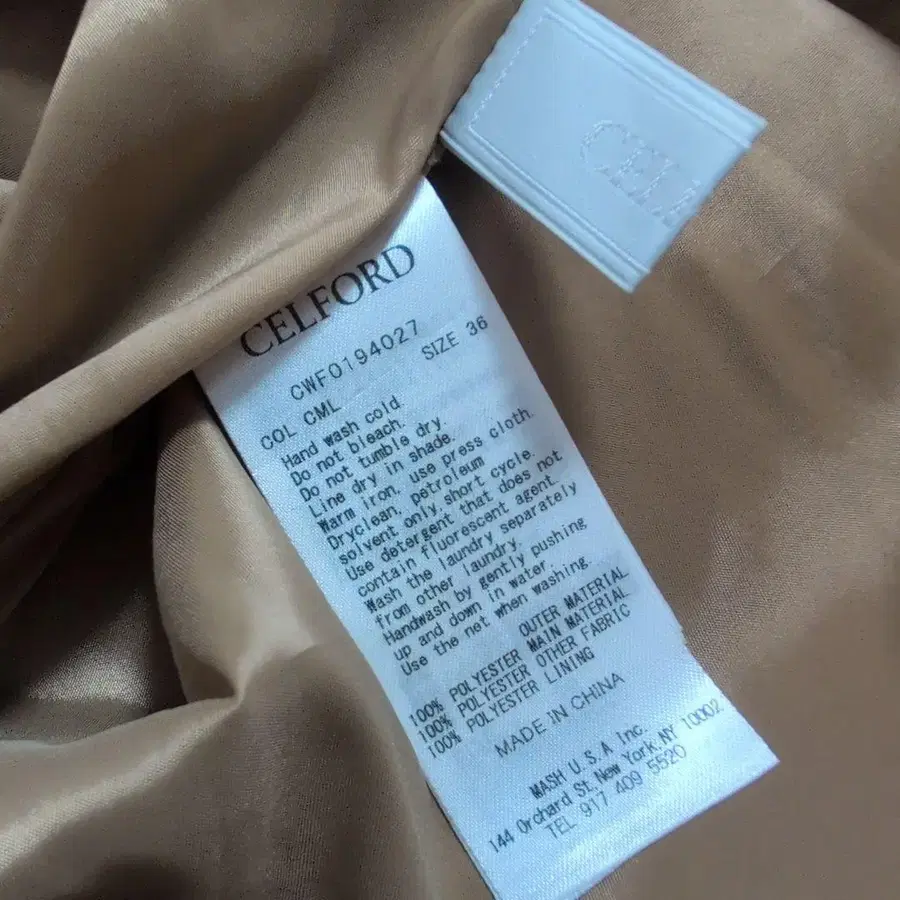 CELFORD
CWFO194027
COL CML SIZE 36
Hand wash cold
Do not bleach.
Do not tumble dry.
Line dry in shade.
Warm iron, use press cloth.
Dryclean, petroleum
solvent only,short cycle.
Use detergent that does not
contain fluorescent agent.
Wash the laundry separately
from other laundry.
Handwash by gently pushing
up and down in water.
Use the net when washing.
OUTER MATERIAL
100% POLYESTER MAIN MATERIAL
100% POLYESTER OTHER FABRIC
100% POLYESTER LINING
MADE IN CHINA
MASH U.S.A Inc.
144 Orchard St,New York,NY 10002
TEL 917 409 5520